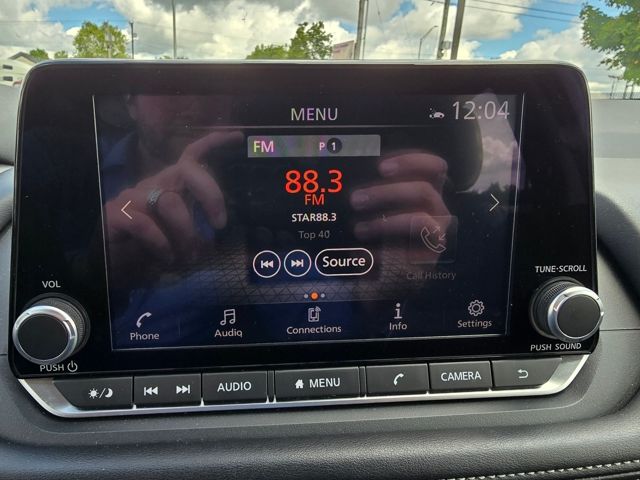 MENU
12:04
FM P 1
88.3
FM
STAR88.3
Top 40
Source
Call History
Phone
Audio
Connections
Info
Settings
VOL
PUSH
TUNE·SCROLL
PUSH SOUND
AUDIO
MENU
CAMERA